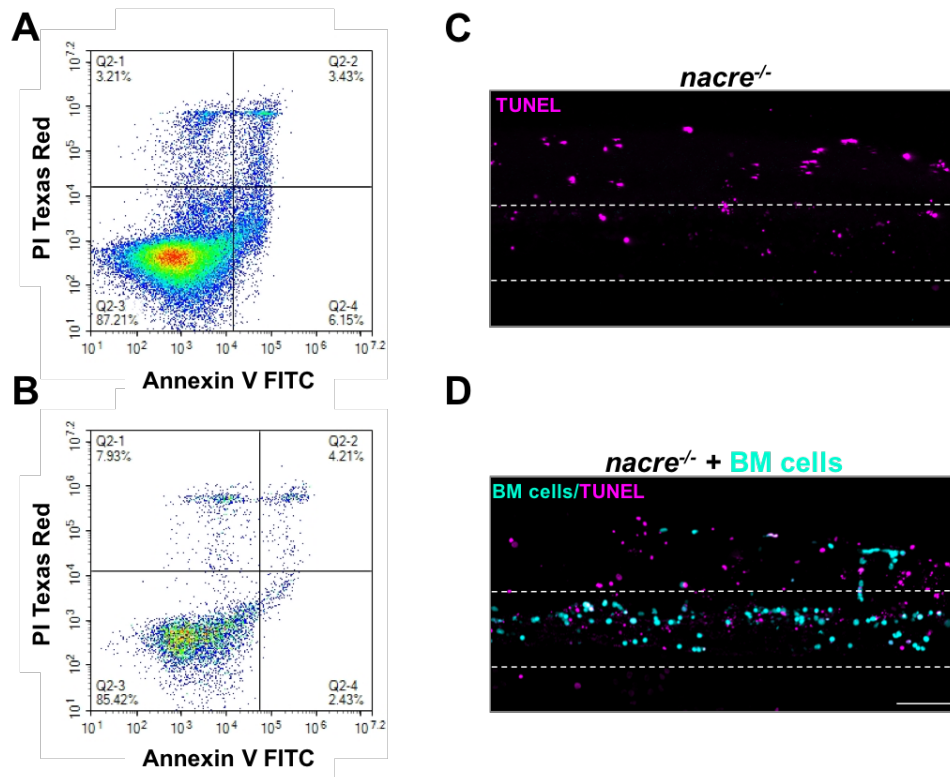 A
Q2-1
3.21%
Q2-2
3.43%
Q2-3
87.21%
Q2-4
6.15%
PI Texas Red
10^7.2
10^6
10^5
10^4
10^3
10^2
10^1
10^1 10^2 10^3 10^4 10^5 10^6 10^7.2
Annexin V FITC
B
Q2-1
7.93%
Q2-2
4.21%
Q2-3
85.42%
Q2-4
2.43%
PI Texas Red
10^7.2
10^6
10^5
10^4
10^3
10^2
10^1
10^1 10^2 10^3 10^4 10^5 10^6 10^7.2
Annexin V FITC
C
nacre-/-
TUNEL
D
nacre-/- + BM cells
BM cells/TUNEL